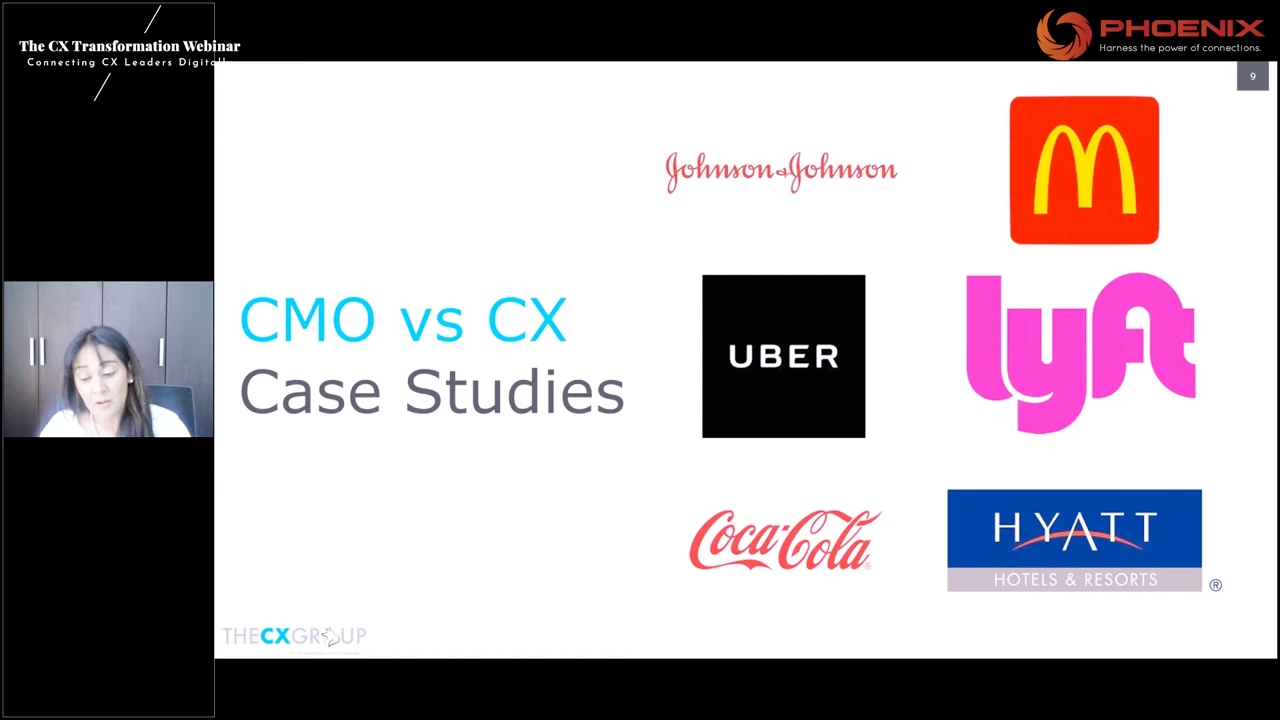 The CX Transformation Webinar
Connecting CX Leaders Digitall
PHOENIX
Harness the power of connections.
9
Johnson & Johnson
M
CMO vs CX
Case Studies
UBER
lyft
Coca-Cola
®
HYATT
HOTELS & RESORTS
®
THECXGROUP